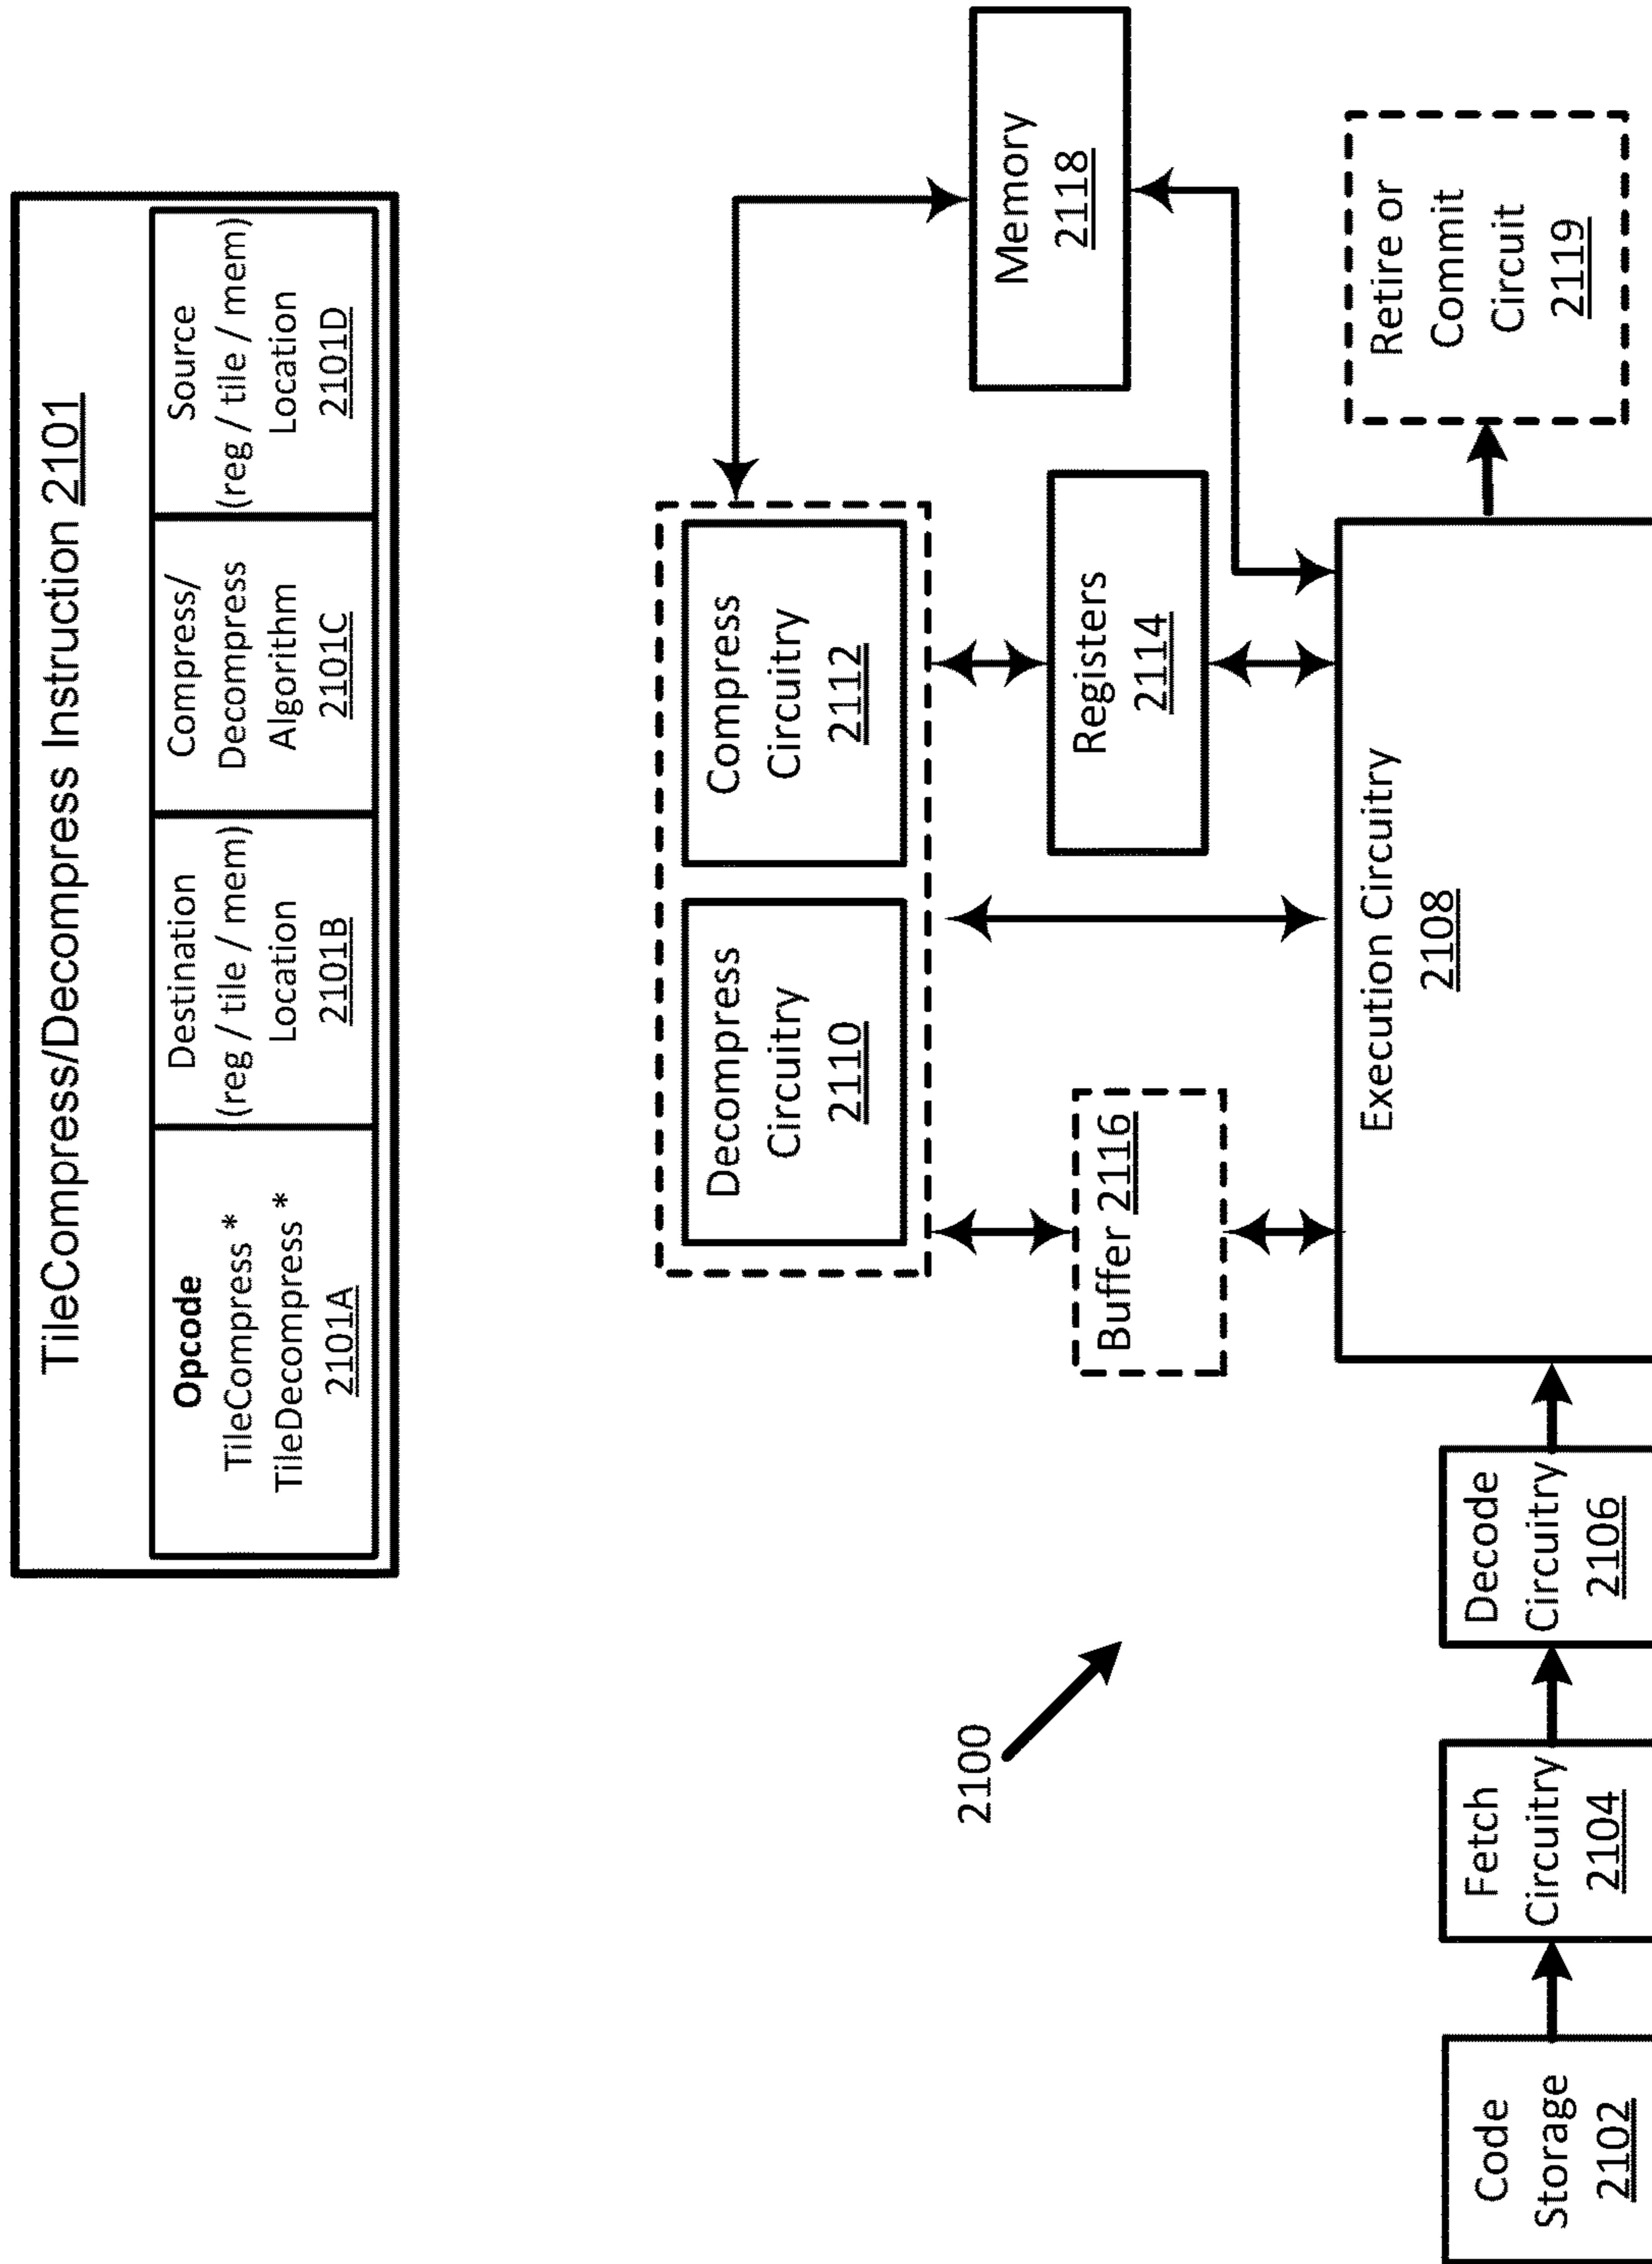 TileCompress/Decompress Instruction 2101
Opcode
TileCompress *
TileDecompress *
2101A
Destination
(reg / tile / mem)
Location
2101B
Compress/
Decompress
Algorithm
2101C
Source
(reg / tile / mem)
Location
2101D
2100
Decompress
Circuitry
2110
Compress
Circuitry
2112
Memory
2118
Buffer 2116
Registers
2114
Code
Storage
2102
Fetch
Circuitry
2104
Decode
Circuitry
2106
Execution Circuitry
2108
Retire or
Commit
Circuit
2119